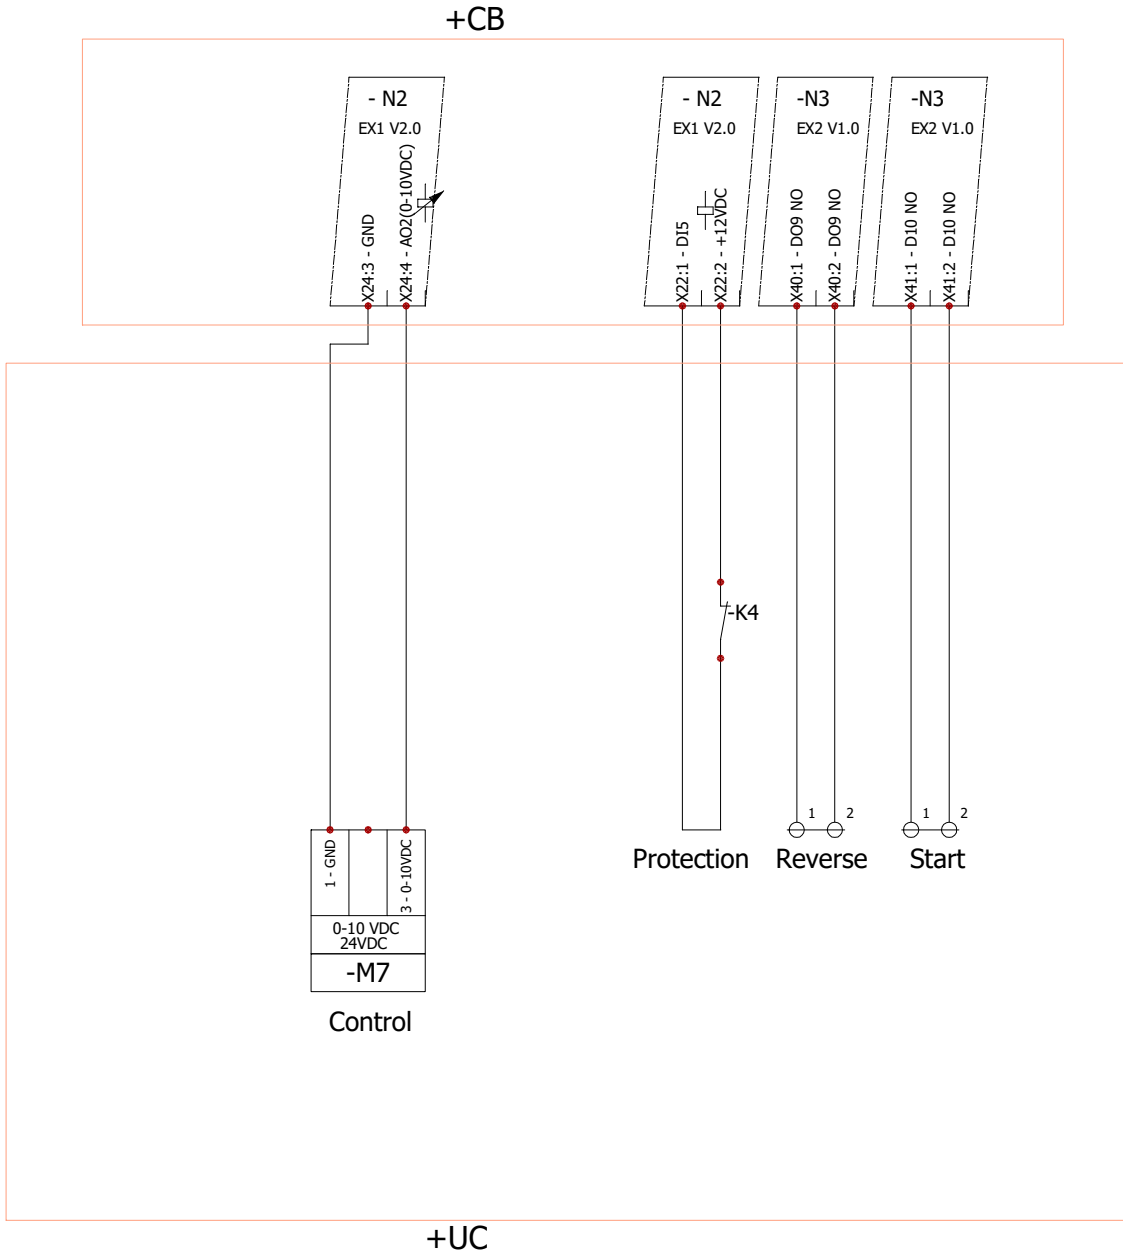 +CB
- N2
EX1 V2.0
X24:3 - GND
X24:4 - AO2(0-10VDC)
- N2
EX1 V2.0
X22:1 - DI5
X22:2 - +12VDC
-N3
EX2 V1.0
X40:1 - DO9 NO
X40:2 - DO9 NO
-N3
EX2 V1.0
X41:1 - D10 NO
X41:2 - D10 NO
-K4
1 - GND
3 - 0-10VDC
0-10 VDC
24VDC
-M7
Control
Protection
1 2
Reverse
1 2
Start
+UC